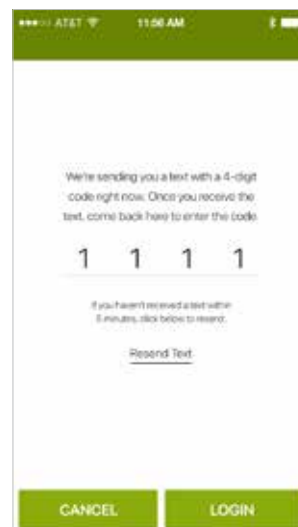 AT&T 11:56 AM
We're sending you a text with a 4-digit
code right now. Once you receive the
text, come back here to enter the code
1 1 1 1
If you haven't received a text within
5 minutes, click below to resend.
Resend Text
CANCEL LOGIN